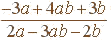 −3a + 4ab + 3b
2a − 3ab − 2b